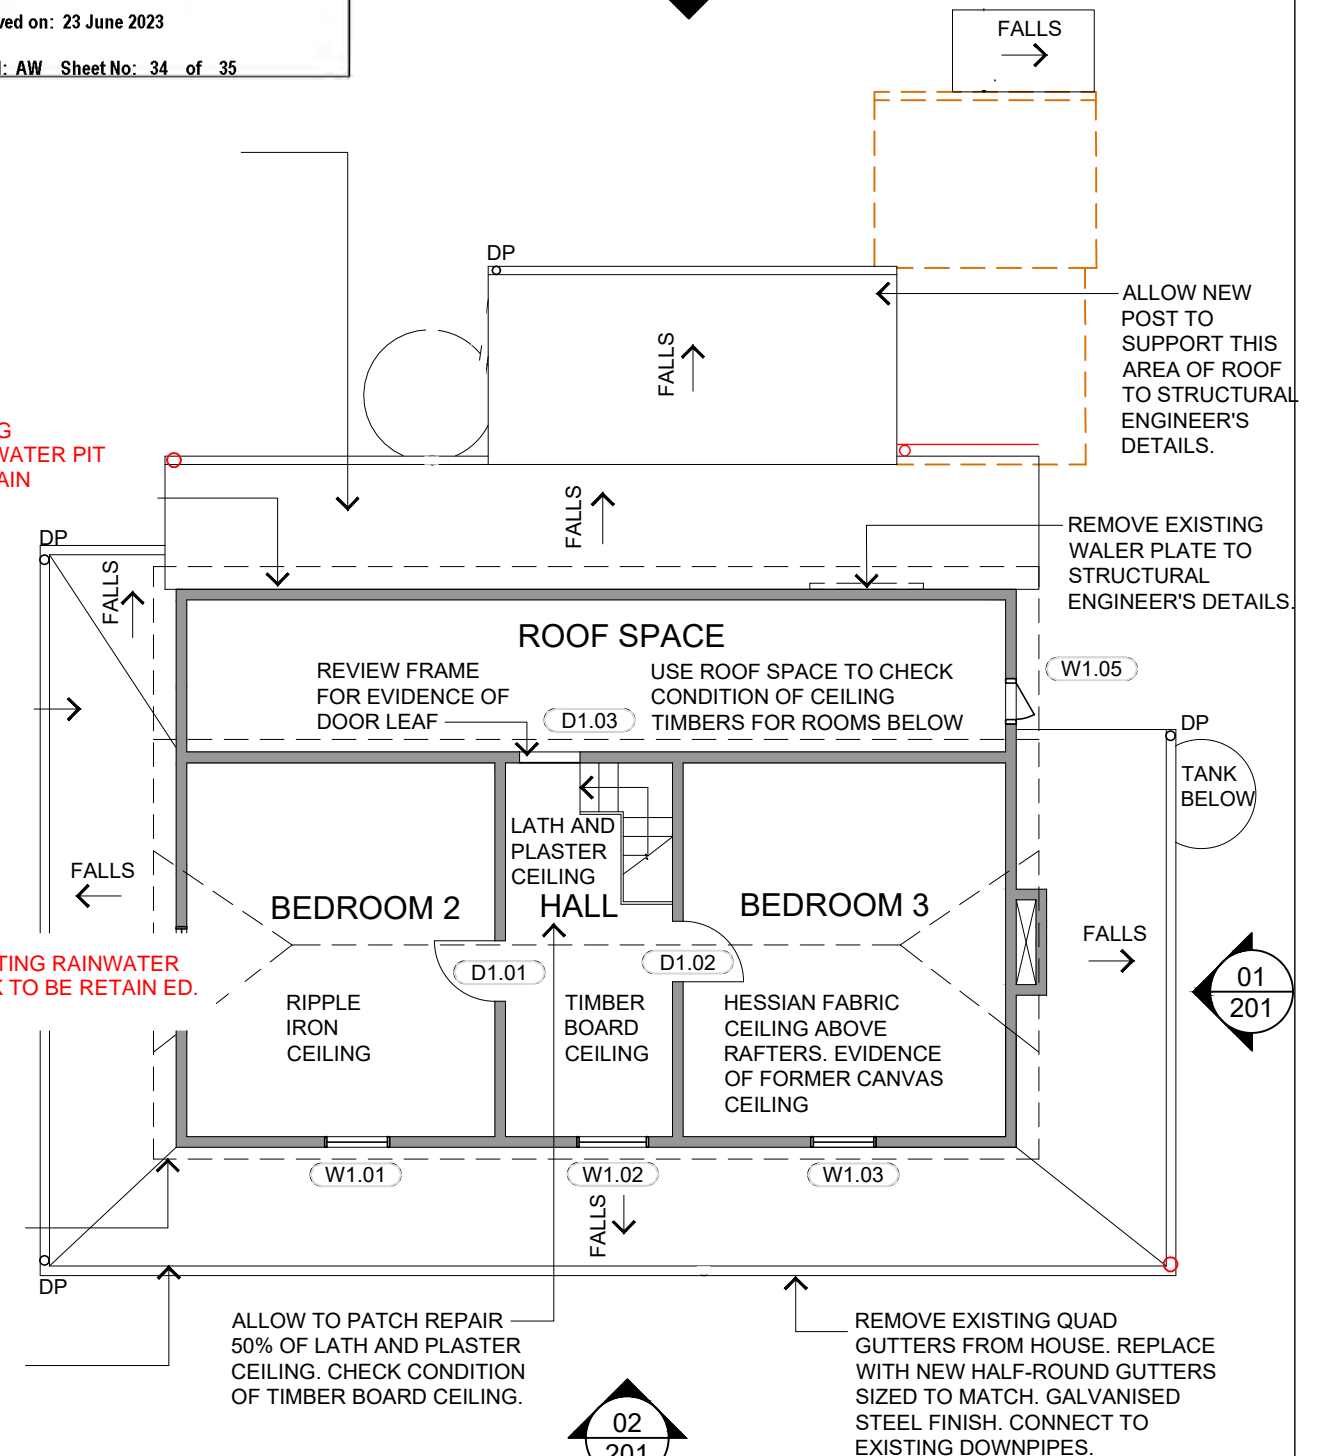 ved on: 23 June 2023
: AW Sheet No: 34 of 35
FALLS
DP
FALLS
ALLOW NEW
POST TO
SUPPORT THIS
AREA OF ROOF
TO STRUCTURAL
ENGINEER'S
DETAILS.
G
WATER PIT
AIN
FALLS
REMOVE EXISTING
WALER PLATE TO
STRUCTURAL
ENGINEER'S DETAILS.
DP
FALLS
ROOF SPACE
REVIEW FRAME
FOR EVIDENCE OF
DOOR LEAF
D1.03
USE ROOF SPACE TO CHECK
CONDITION OF CEILING
TIMBERS FOR ROOMS BELOW
W1.05
DP
TANK
BELOW
LATH AND
PLASTER
CEILING
FALLS
BEDROOM 2
HALL
BEDROOM 3
FALLS
D1.01
D1.02
TING RAINWATER
K TO BE RETAIN ED.
01
201
RIPPLE
IRON
CEILING
TIMBER
BOARD
CEILING
HESSIAN FABRIC
CEILING ABOVE
RAFTERS. EVIDENCE
OF FORMER CANVAS
CEILING
W1.01
W1.02
W1.03
FALLS
DP
ALLOW TO PATCH REPAIR
50% OF LATH AND PLASTER
CEILING. CHECK CONDITION
OF TIMBER BOARD CEILING.
REMOVE EXISTING QUAD
GUTTERS FROM HOUSE. REPLACE
WITH NEW HALF-ROUND GUTTERS
SIZED TO MATCH. GALVANISED
STEEL FINISH. CONNECT TO
EXISTING DOWNPIPES.
02
201